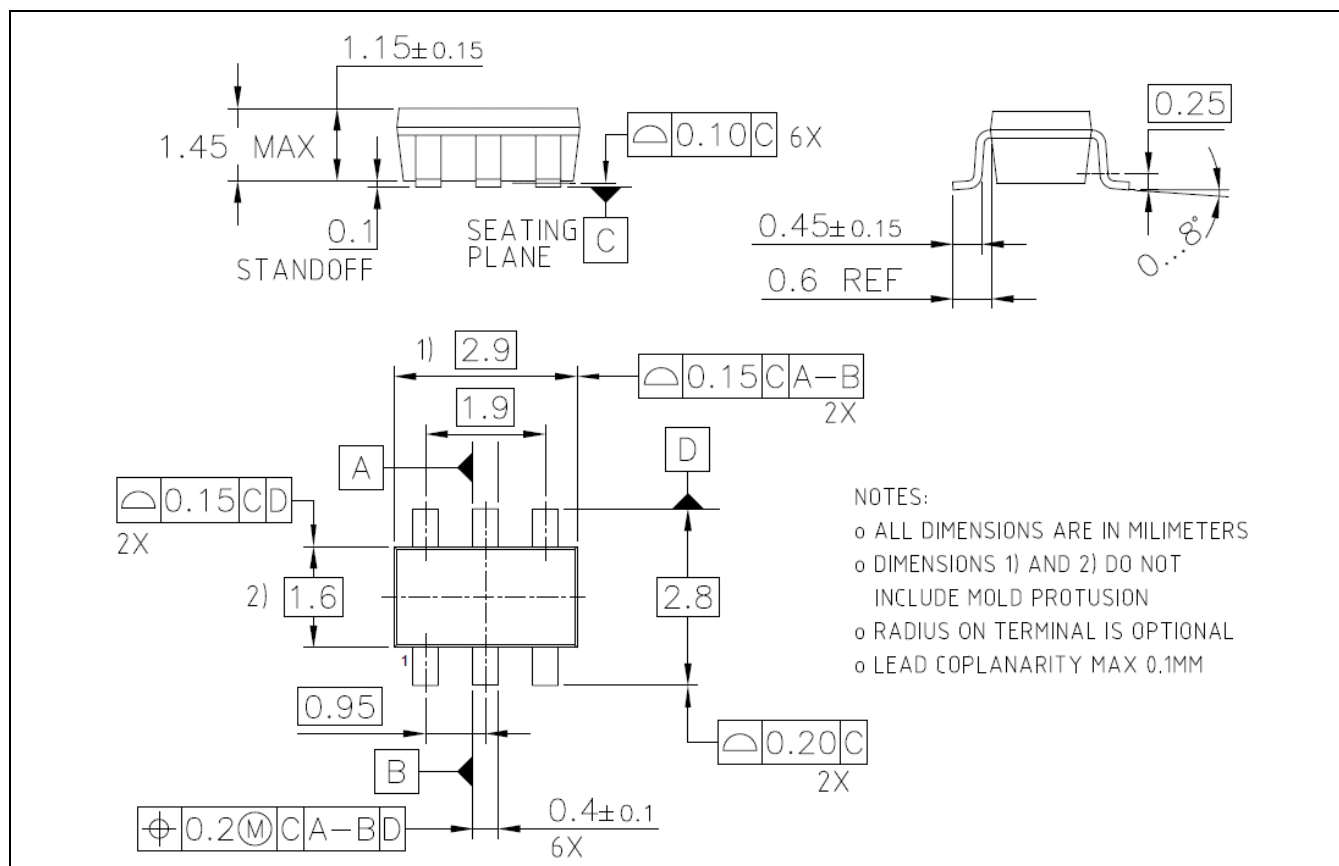 1.15±0.15
1.45 MAX
⌓ 0.10 C 6X
0.1
STANDOFF
SEATING
PLANE
C
0.25
0.45±0.15
0.6 REF
0...8°
1) 2.9
⌓ 0.15 C A-B
2X
1.9
A
D
⌓ 0.15 C D
2X
2) 1.6
2.8
1
0.95
B
⌓ 0.20 C
2X
⌖ 0.2 Ⓜ C A-B D
0.4±0.1
6X
NOTES:
o ALL DIMENSIONS ARE IN MILIMETERS
o DIMENSIONS 1) AND 2) DO NOT
INCLUDE MOLD PROTUSION
o RADIUS ON TERMINAL IS OPTIONAL
o LEAD COPLANARITY MAX 0.1MM